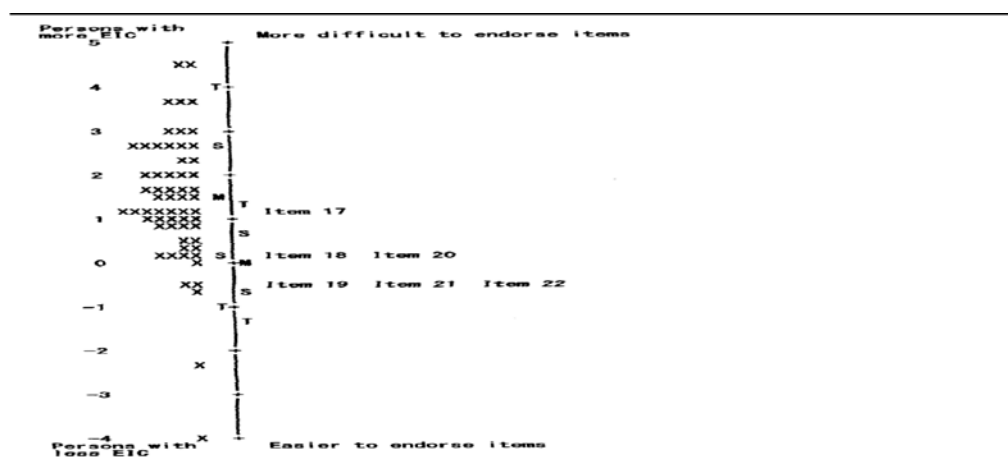 Persons with
more EIC More difficult to endorse items
5
XX
4 T
XXX
3 XXX
XXXXXX S
XX
2 XXXXX
XXXXX
XXXX M
T
XXXXXXX Item 17
1 XXXXX
XXXX
S
XX
XX
XXXX S Item 18 Item 20
0 X M
XX Item 19 Item 21 Item 22
X S
-1 T
T
-2
X
-3
-4 X
Persons with Easier to endorse items
less EIC